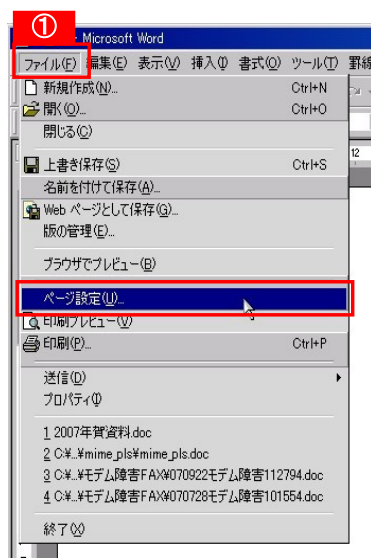 ①
Microsoft Word
ファイル(F) 編集(E) 表示(V) 挿入(I) 書式(O) ツール(T) 罫線
新規作成(N)... Ctrl+N
開く(O)... Ctrl+O
閉じる(C)
12
上書き保存(S) Ctrl+S
名前を付けて保存(A)...
Web ページとして保存(G)...
版の管理(E)...
ブラウザでプレビュー(B)
ページ設定(U)...
印刷プレビュー(V)
印刷(P)... Ctrl+P
送信(D)
プロパティ(I)
1 2007年賀資料.doc
2 C:¥...¥mime_pls¥mime_pls.doc
3 C:¥...¥モデム障害FAX¥070922モデム障害112794.doc
4 C:¥...¥モデム障害FAX¥070728モデム障害101554.doc
終了(X)